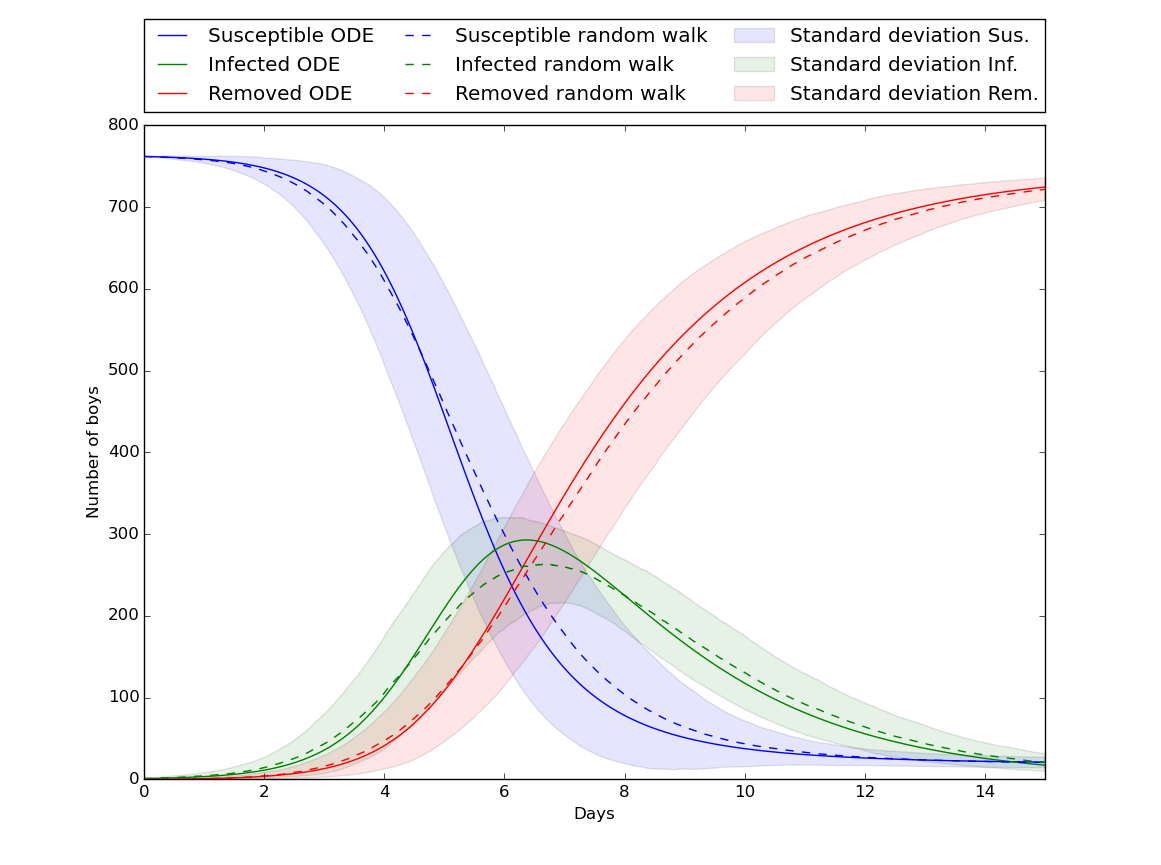 Susceptible ODE Susceptible random walk Standard deviation Sus.
Infected ODE Infected random walk Standard deviation Inf.
Removed ODE Removed random walk Standard deviation Rem.
800
700
600
500
400
300
200
100
0
Number of boys
0 2 4 6 8 10 12 14
Days